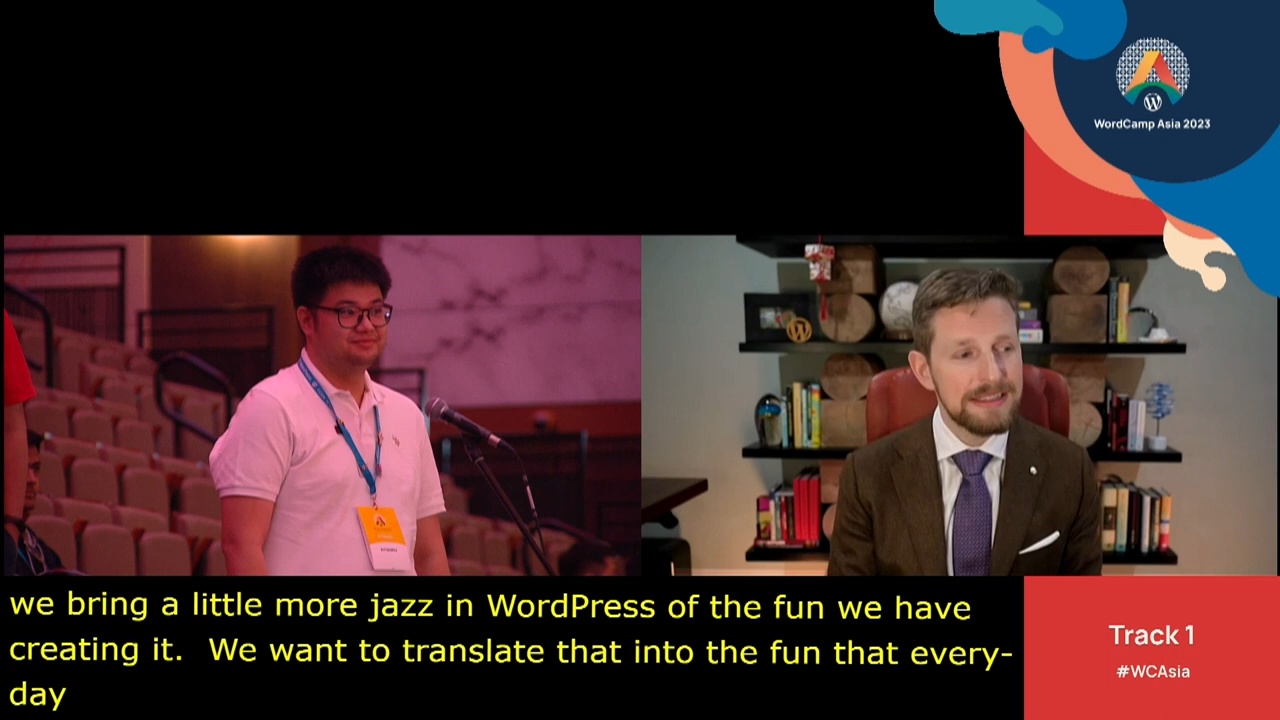 WordCamp Asia 2023
we bring a little more jazz in WordPress of the fun we have
creating it.  We want to translate that into the fun that every-
day
Track 1
#WCAsia